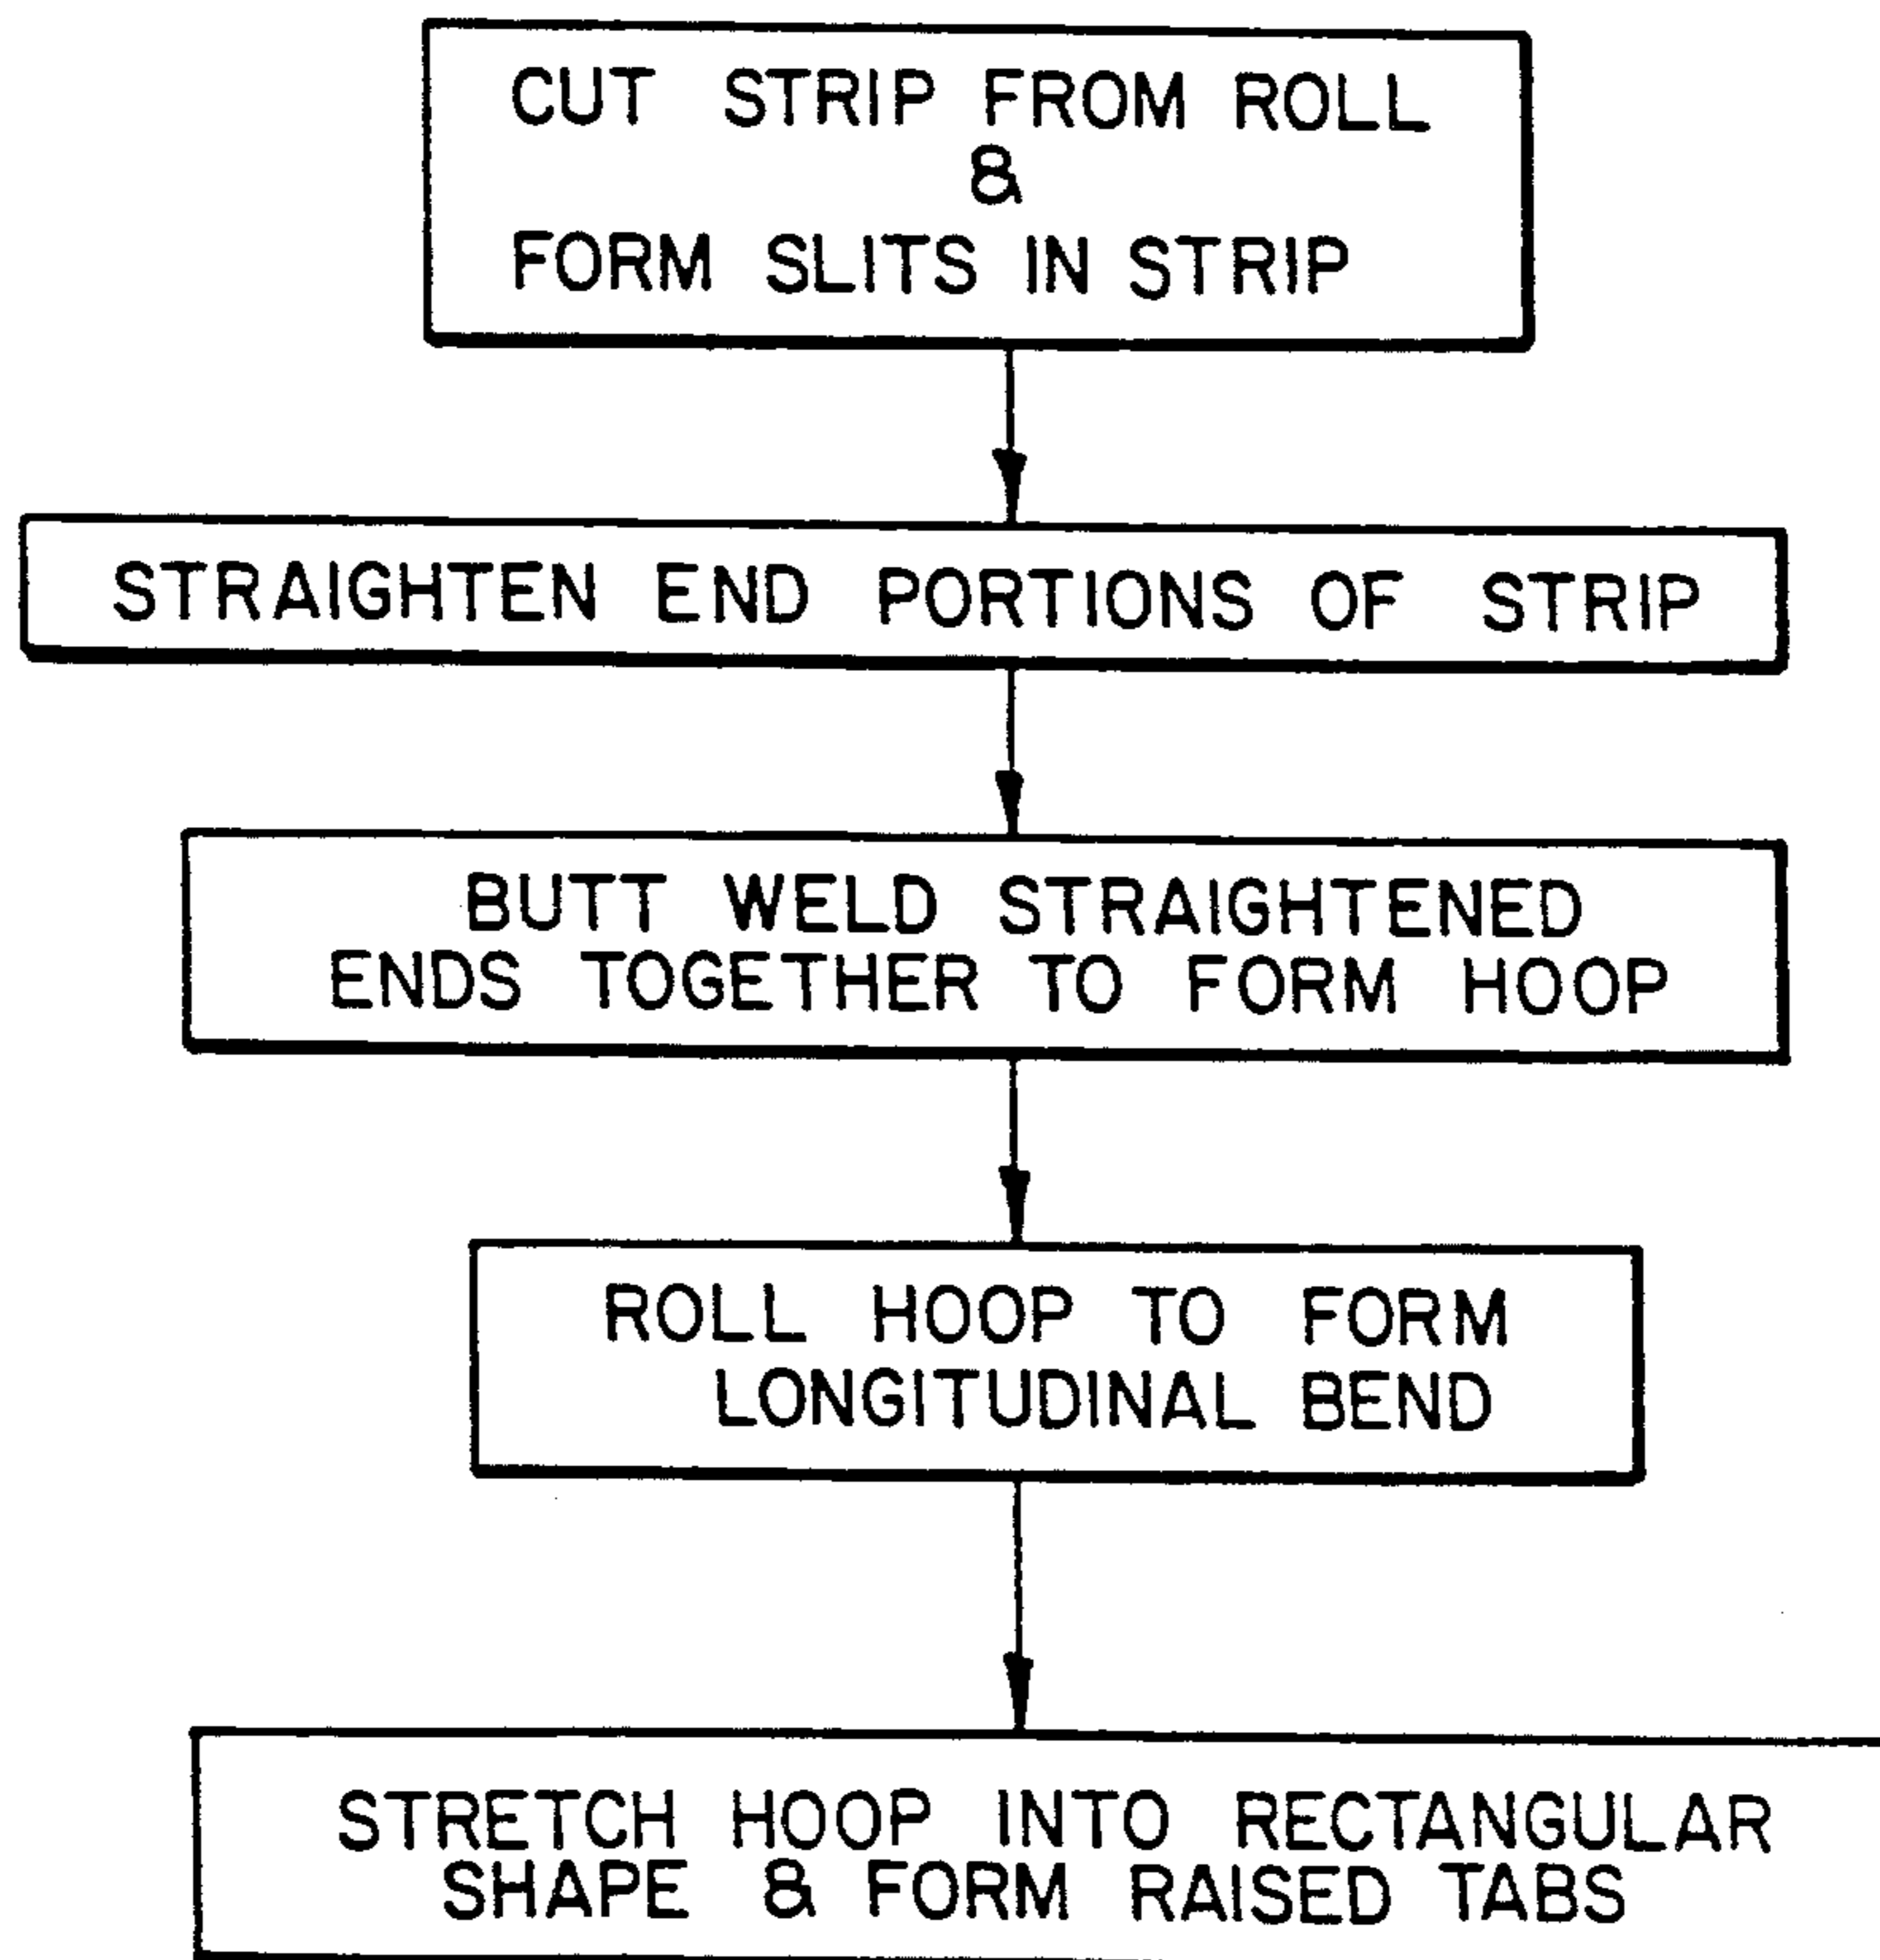 CUT STRIP FROM ROLL
&
FORM SLITS IN STRIP
STRAIGHTEN END PORTIONS OF STRIP
BUTT WELD STRAIGHTENED
ENDS TOGETHER TO FORM HOOP
ROLL HOOP TO FORM
LONGITUDINAL BEND
STRETCH HOOP INTO RECTANGULAR
SHAPE & FORM RAISED TABS